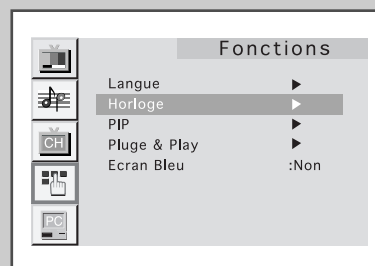 Fonctions
Langue ▶
Horloge ▶
PIP ▶
Pluge & Play ▶
CH
Ecran Bleu :Non
PC